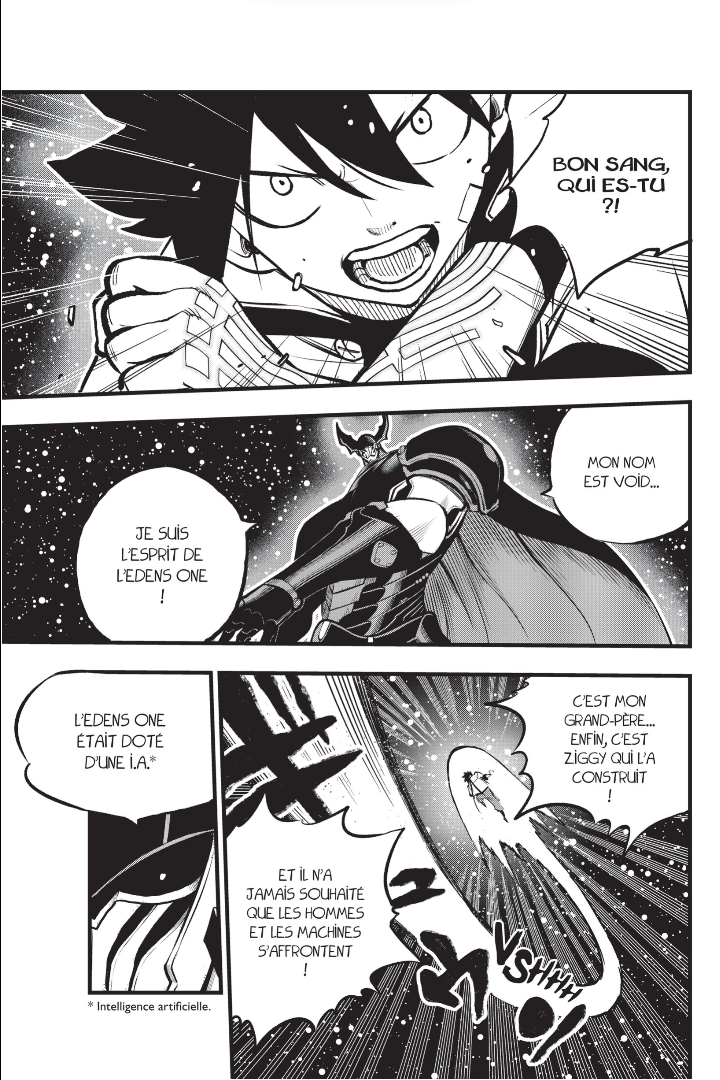 BON SANG,
QUI ES-TU
?!
MON NOM
EST VOID...
JE SUIS
L'ESPRIT DE
L'EDENS ONE
!
C'EST MON
GRAND-PÈRE...
ENFIN, C'EST
ZIGGY QUI L'A
CONSTRUIT
!
ET IL N'A
JAMAIS SOUHAITÉ
QUE LES HOMMES
ET LES MACHINES
S'AFFRONTENT
!
VSHHH
L'EDENS ONE
ÉTAIT DOTÉ
D'UNE I.A.*
* Intelligence artificielle.